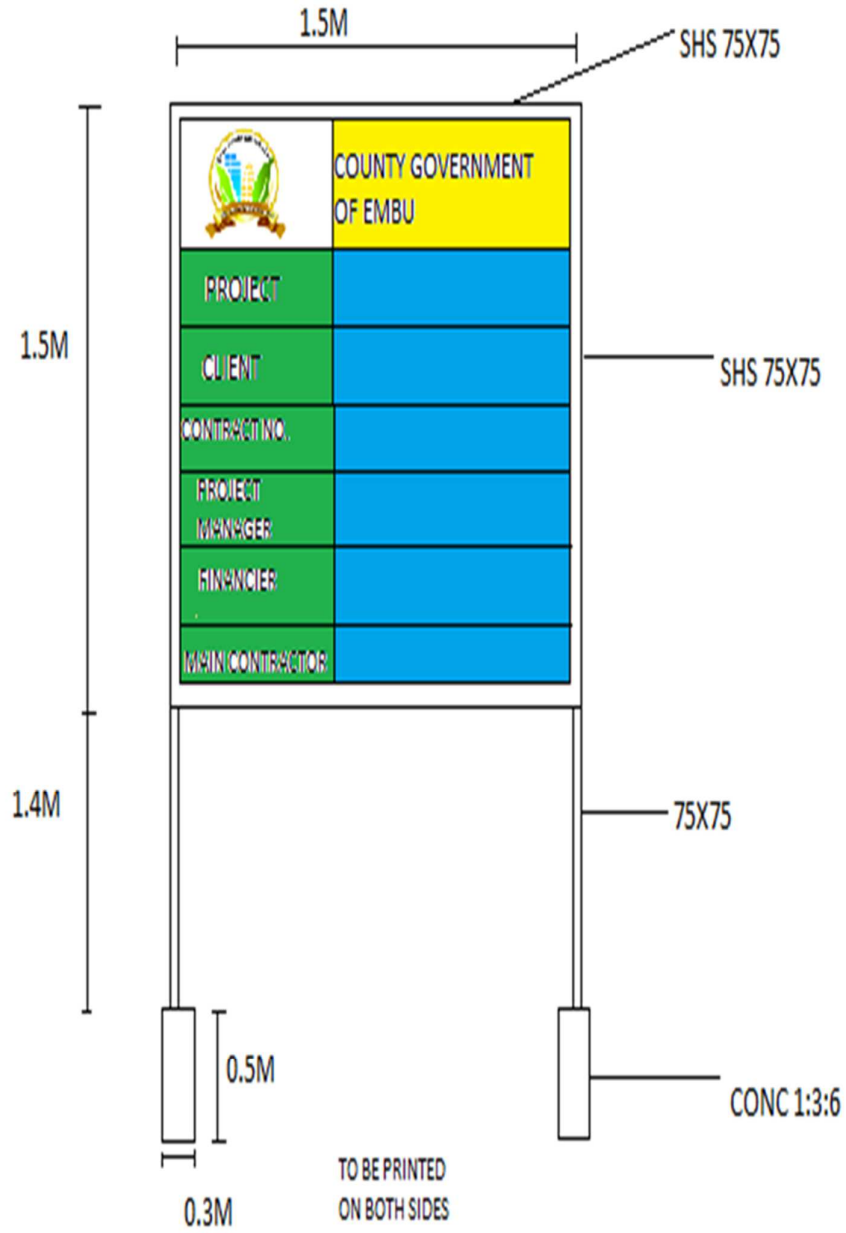 1.5M
SHS 75X75
COUNTY GOVERNMENT
OF EMBU
PROJECT
1.5M
CLIENT
SHS 75X75
CONTRACT NO.
PROJECT
MANAGER
FINANCIER
MAIN CONTRACTOR
1.4M
75X75
0.5M
CONC 1:3:6
TO BE PRINTED
ON BOTH SIDES
0.3M